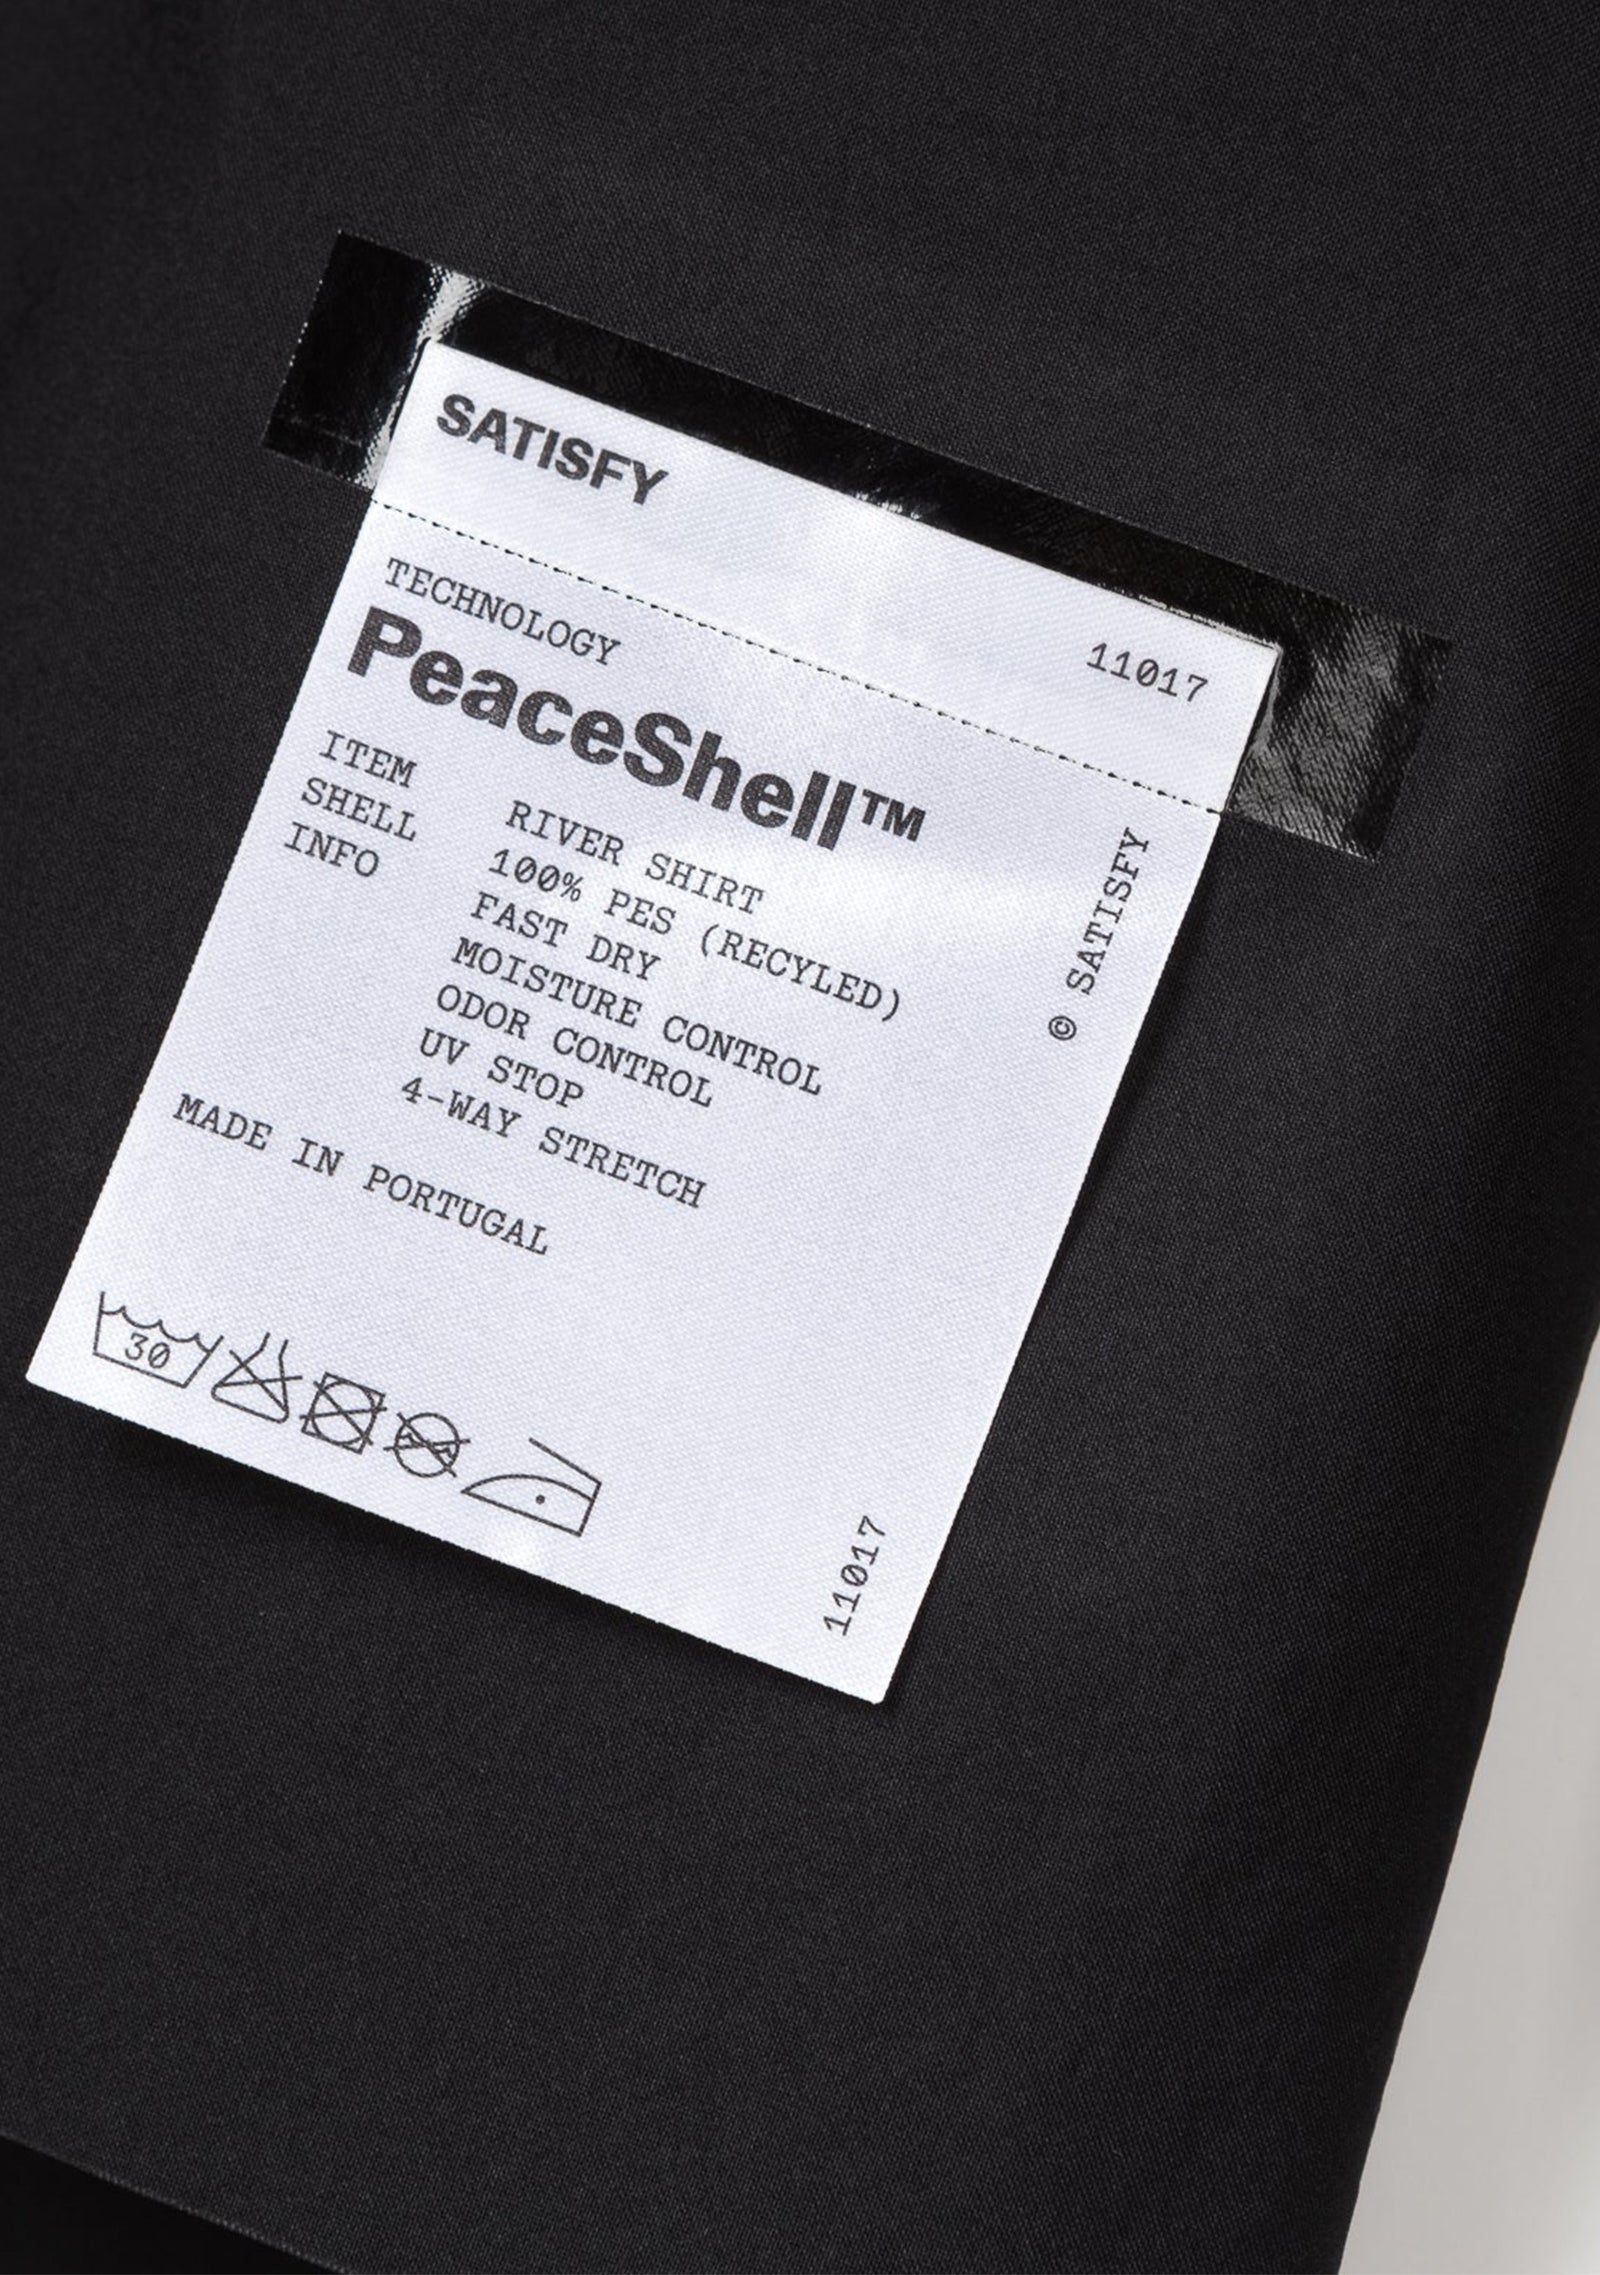 SATISFY
11017
TECHNOLOGY
PeaceShell™
ITEM RIVER SHIRT
SHELL 100% PES (RECYLED)
INFO FAST DRY
MOISTURE CONTROL
ODOR CONTROL
UV STOP
4-WAY STRETCH
MADE IN PORTUGAL
30
© SATISFY
11017